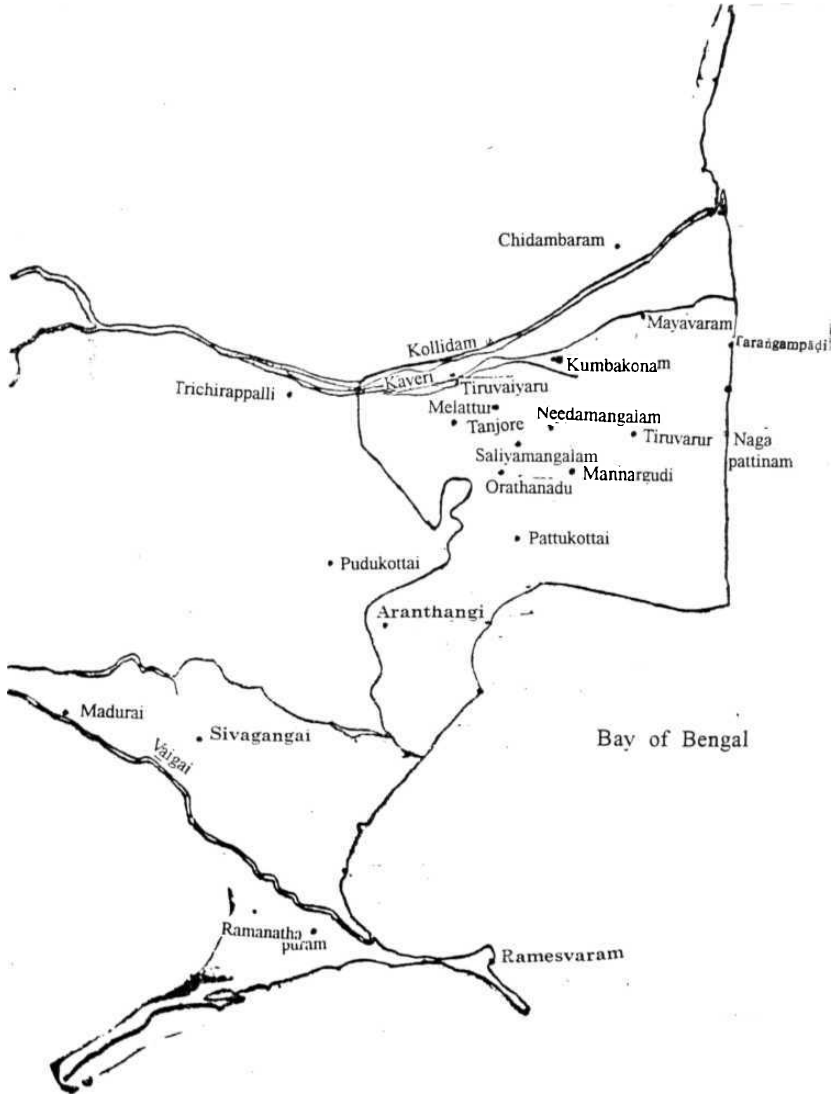 Chidambaram
Mayavaram
Kollidam
Tarangampāḍi
Kumbakonam
Kaveri
Trichirappalli
Tiruvaiyaru
Melattur
Needamangalam
Tanjore
Tiruvarur
Naga
pattinam
Saliyamangalam
Mannargudi
Orathanadu
Pattukottai
Pudukottai
Aranthangi
Madurai
Sivagangai
Bay of Bengal
Vaigai
Ramanatha
puram
Ramesvaram